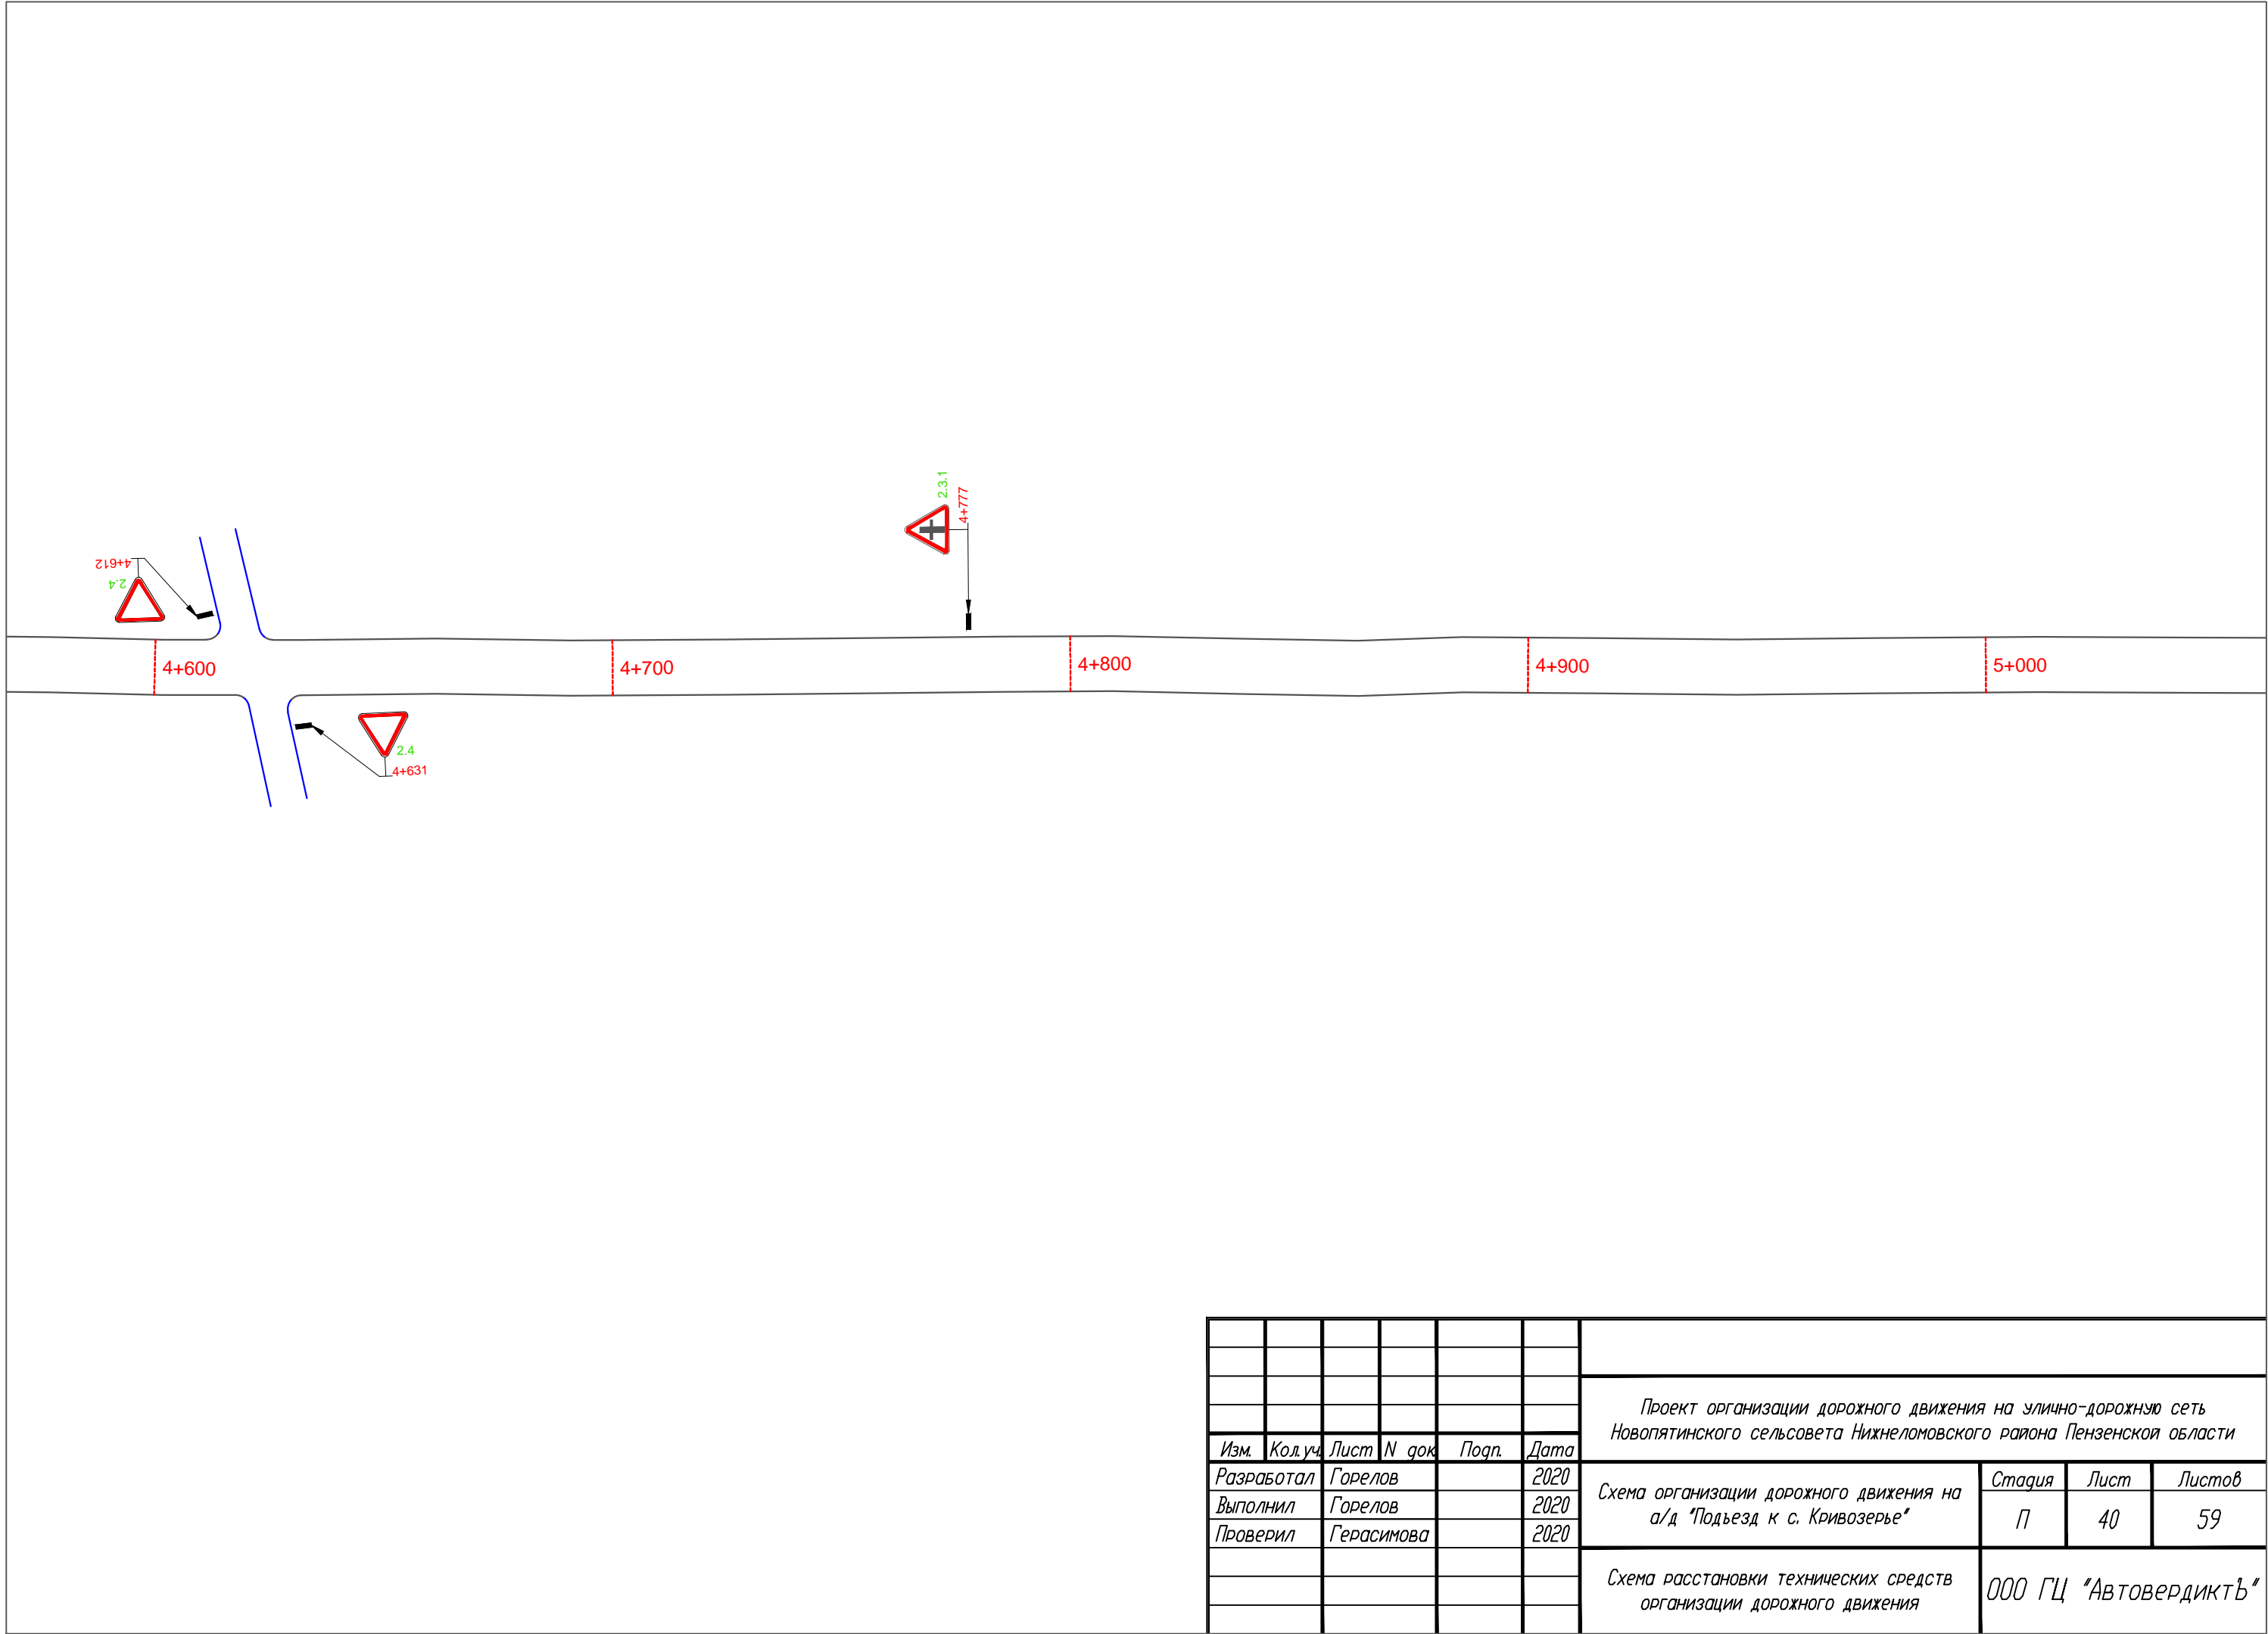 2.3.1
4+777
4+612
2.4
4+600
4+700
4+800
4+900
5+000
2.4
4+631
Проект организации дорожного движения на улично-дорожную сеть
Новопятинского сельсовета Нижнеломовского района Пензенской области
Изм. Кол.уч. Лист N док Подп. Дата
Разработал Горелов 2020
Выполнил Горелов 2020
Проверил Герасимова 2020
Схема организации дорожного движения на
а/д "Подъезд к с. Кривозерье"
Стадия Лист Листов
П 40 59
Схема расстановки технических средств
организации дорожного движения
ООО ГЦ "АвтовердиктЪ"